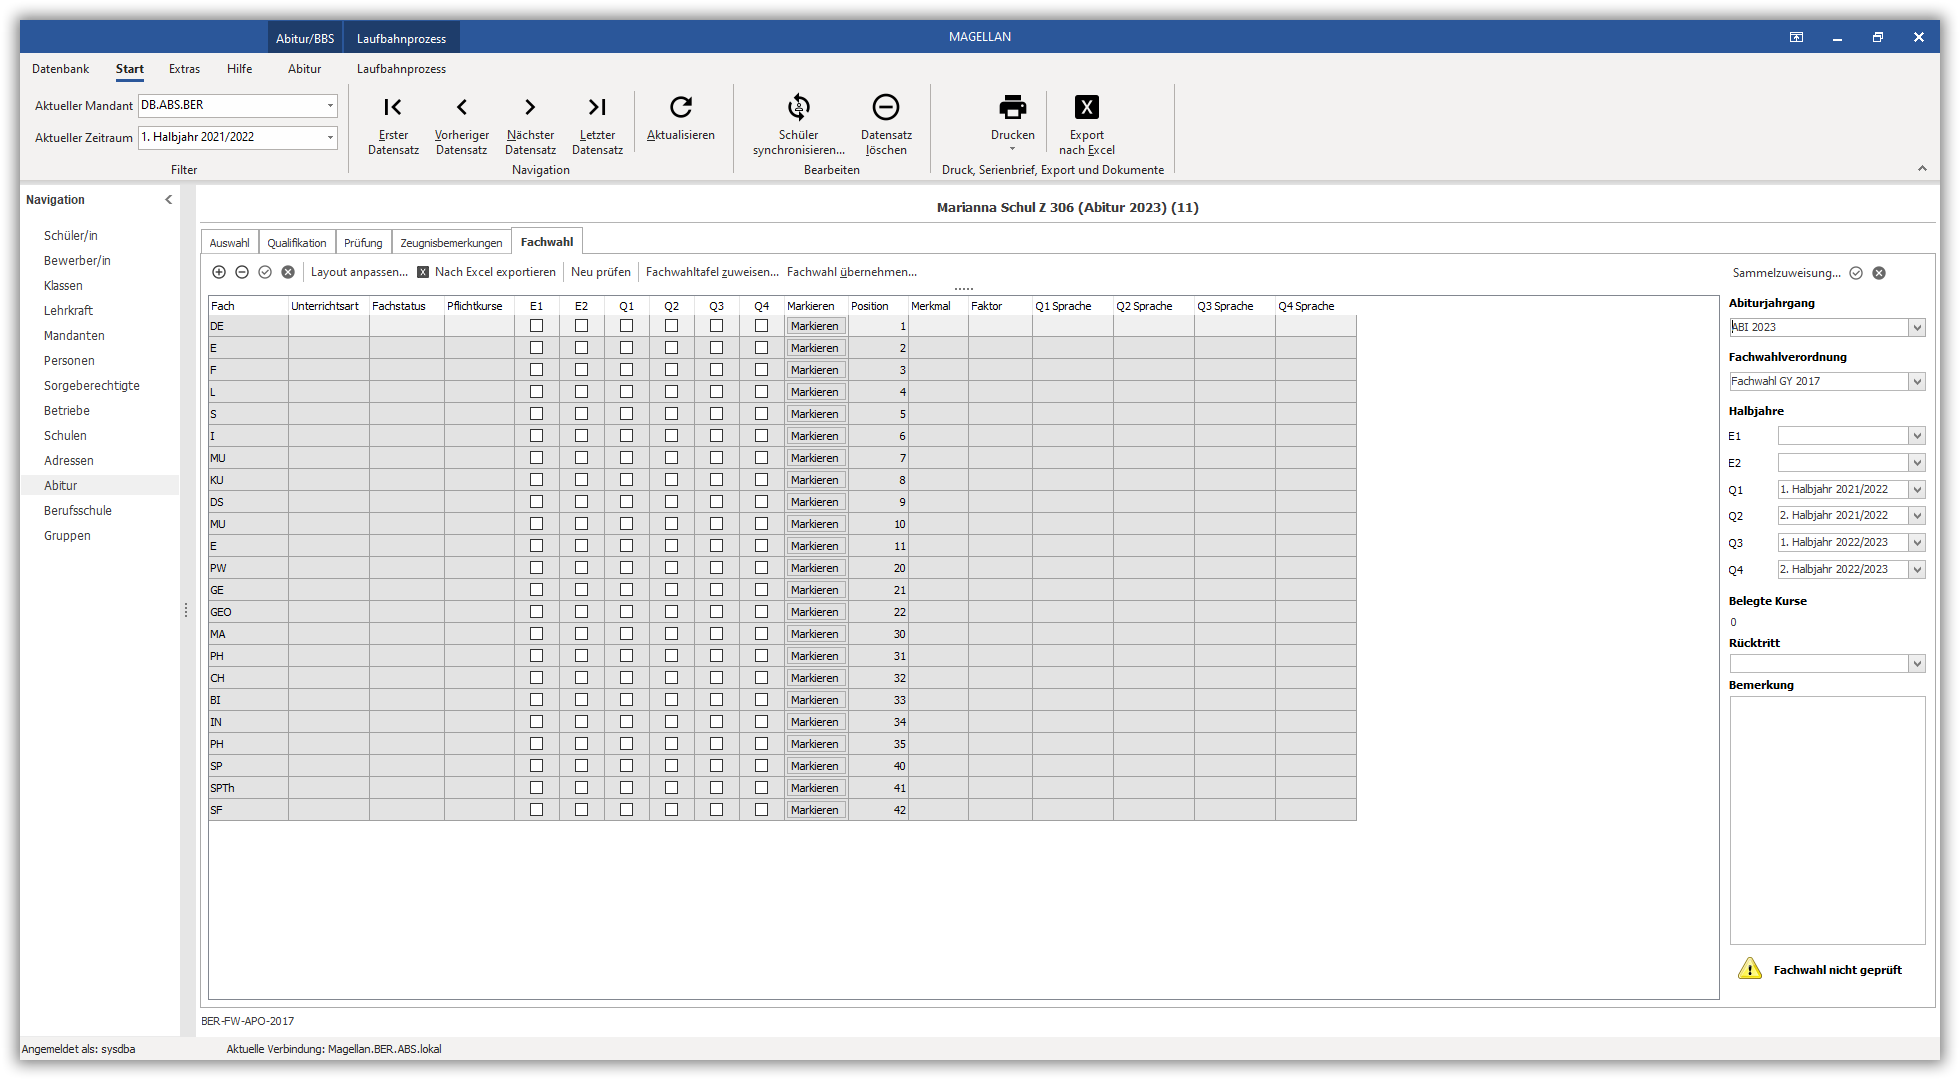 Abitur/BBS Laufbahnprozess MAGELLAN
Datenbank Start Extras Hilfe Abitur Laufbahnprozess
Aktueller Mandant DB.ABS.BER
Aktueller Zeitraum 1. Halbjahr 2021/2022
Filter
Erster Datensatz
Vorheriger Datensatz
Nächster Datensatz
Letzter Datensatz
Aktualisieren
Navigation
Schüler synchronisieren...
Datensatz löschen
Bearbeiten
Drucken
Export nach Excel
Druck, Serienbrief, Export und Dokumente
Navigation
Schüler/in
Bewerber/in
Klassen
Lehrkraft
Mandanten
Personen
Sorgeberechtigte
Betriebe
Schulen
Adressen
Abitur
Berufsschule
Gruppen
Marianna Schul Z 306 (Abitur 2023) (11)
Auswahl Qualifikation Prüfung Zeugnisbemerkungen Fachwahl
Layout anpassen... X Nach Excel exportieren Neu prüfen Fachwahltafel zuweisen... Fachwahl übernehmen...
Fach Unterrichtsart Fachstatus Pflichtkurse E1 E2 Q1 Q2 Q3 Q4 Markieren Position Merkmal Faktor Q1 Sprache Q2 Sprache Q3 Sprache Q4 Sprache
DE Markieren 1
E Markieren 2
F Markieren 3
L Markieren 4
S Markieren 5
I Markieren 6
MU Markieren 7
KU Markieren 8
DS Markieren 9
MU Markieren 10
E Markieren 11
PW Markieren 20
GE Markieren 21
GEO Markieren 22
MA Markieren 30
PH Markieren 31
CH Markieren 32
BI Markieren 33
IN Markieren 34
PH Markieren 35
SP Markieren 40
SPTh Markieren 41
SF Markieren 42
Sammelzuweisung...
Abiturjahrgang
ABI 2023
Fachwahlverordnung
Fachwahl GY 2017
Halbjahre
E1
E2
Q1 1. Halbjahr 2021/2022
Q2 2. Halbjahr 2021/2022
Q3 1. Halbjahr 2022/2023
Q4 2. Halbjahr 2022/2023
Belegte Kurse
0
Rücktritt
Bemerkung
Fachwahl nicht geprüft
BER-FW-APO-2017
Angemeldet als: sysdba Aktuelle Verbindung: Magellan.BER.ABS.lokal